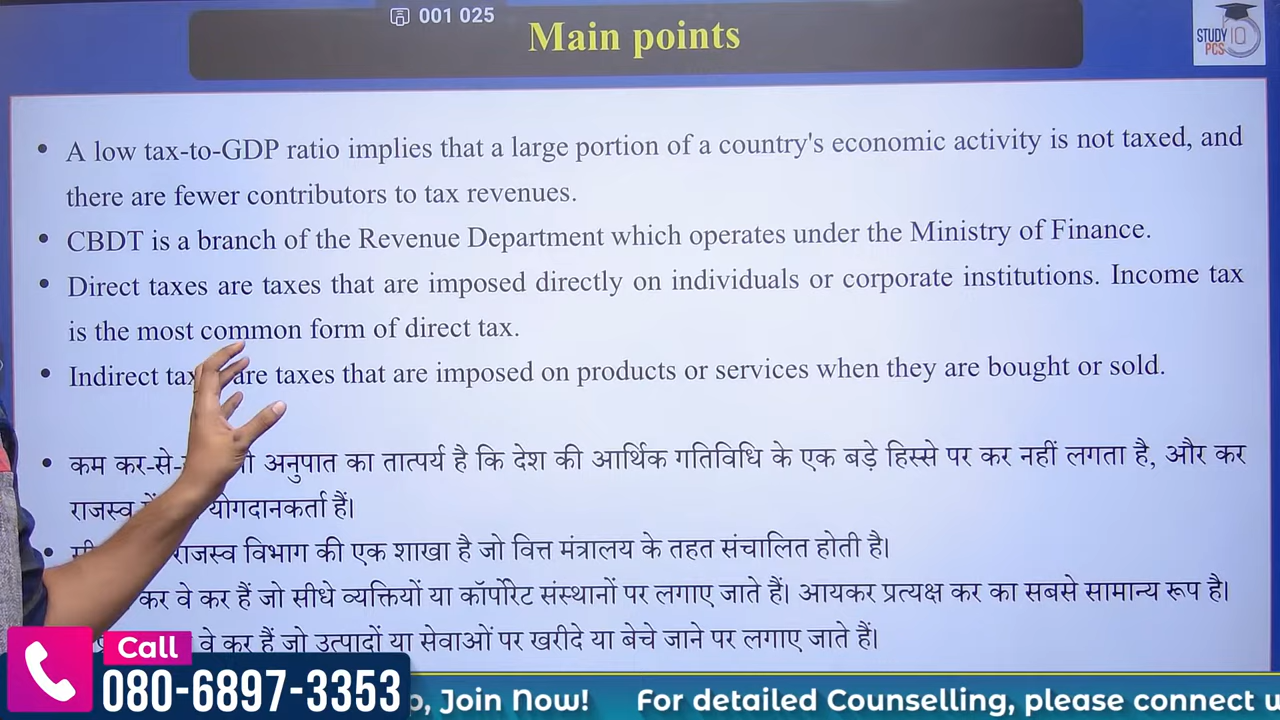 001 025
Main points
STUDY IQ
PCS
• A low tax-to-GDP ratio implies that a large portion of a country's economic activity is not taxed, and
there are fewer contributors to tax revenues.
• CBDT is a branch of the Revenue Department which operates under the Ministry of Finance.
• Direct taxes are taxes that are imposed directly on individuals or corporate institutions. Income tax
is the most common form of direct tax.
• Indirect are taxes that are imposed on products or services when they are bought or sold.
• कम कर-से- अनुपात का तात्पर्य है कि देश की आर्थिक गतिविधि के एक बड़े हिस्से पर कर नहीं लगता है, और कर
राजस्व योगदानकर्ता हैं।
• राजस्व विभाग की एक शाखा है जो वित्त मंत्रालय के तहत संचालित होती है।
कर वे कर हैं जो सीधे व्यक्तियों या कॉर्पोरेट संस्थानों पर लगाए जाते हैं। आयकर प्रत्यक्ष कर का सबसे सामान्य रूप है।
वे कर हैं जो उत्पादों या सेवाओं पर खरीदे या बेचे जाने पर लगाए जाते हैं।
Call
080-6897-3353
, Join Now! For detailed Counselling, please connect